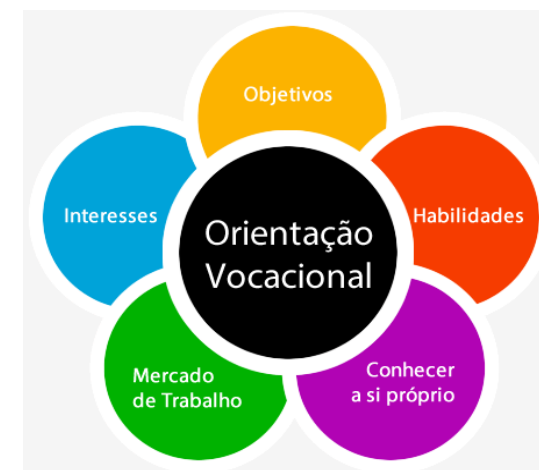 Objetivos
Interesses
Habilidades
Orientação
Vocacional
Mercado
de Trabalho
Conhecer
a si próprio